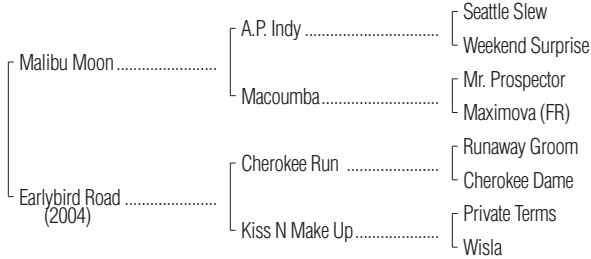 Seattle Slew
A.P. Indy ........................
Weekend Surprise
Malibu Moon ........................
Mr. Prospector
Macoumba ........................
Maximova (FR)
Runaway Groom
Cherokee Run ........................
Cherokee Dame
Earlybird Road ........................
(2004)
Private Terms
Kiss N Make Up ........................
Wisla